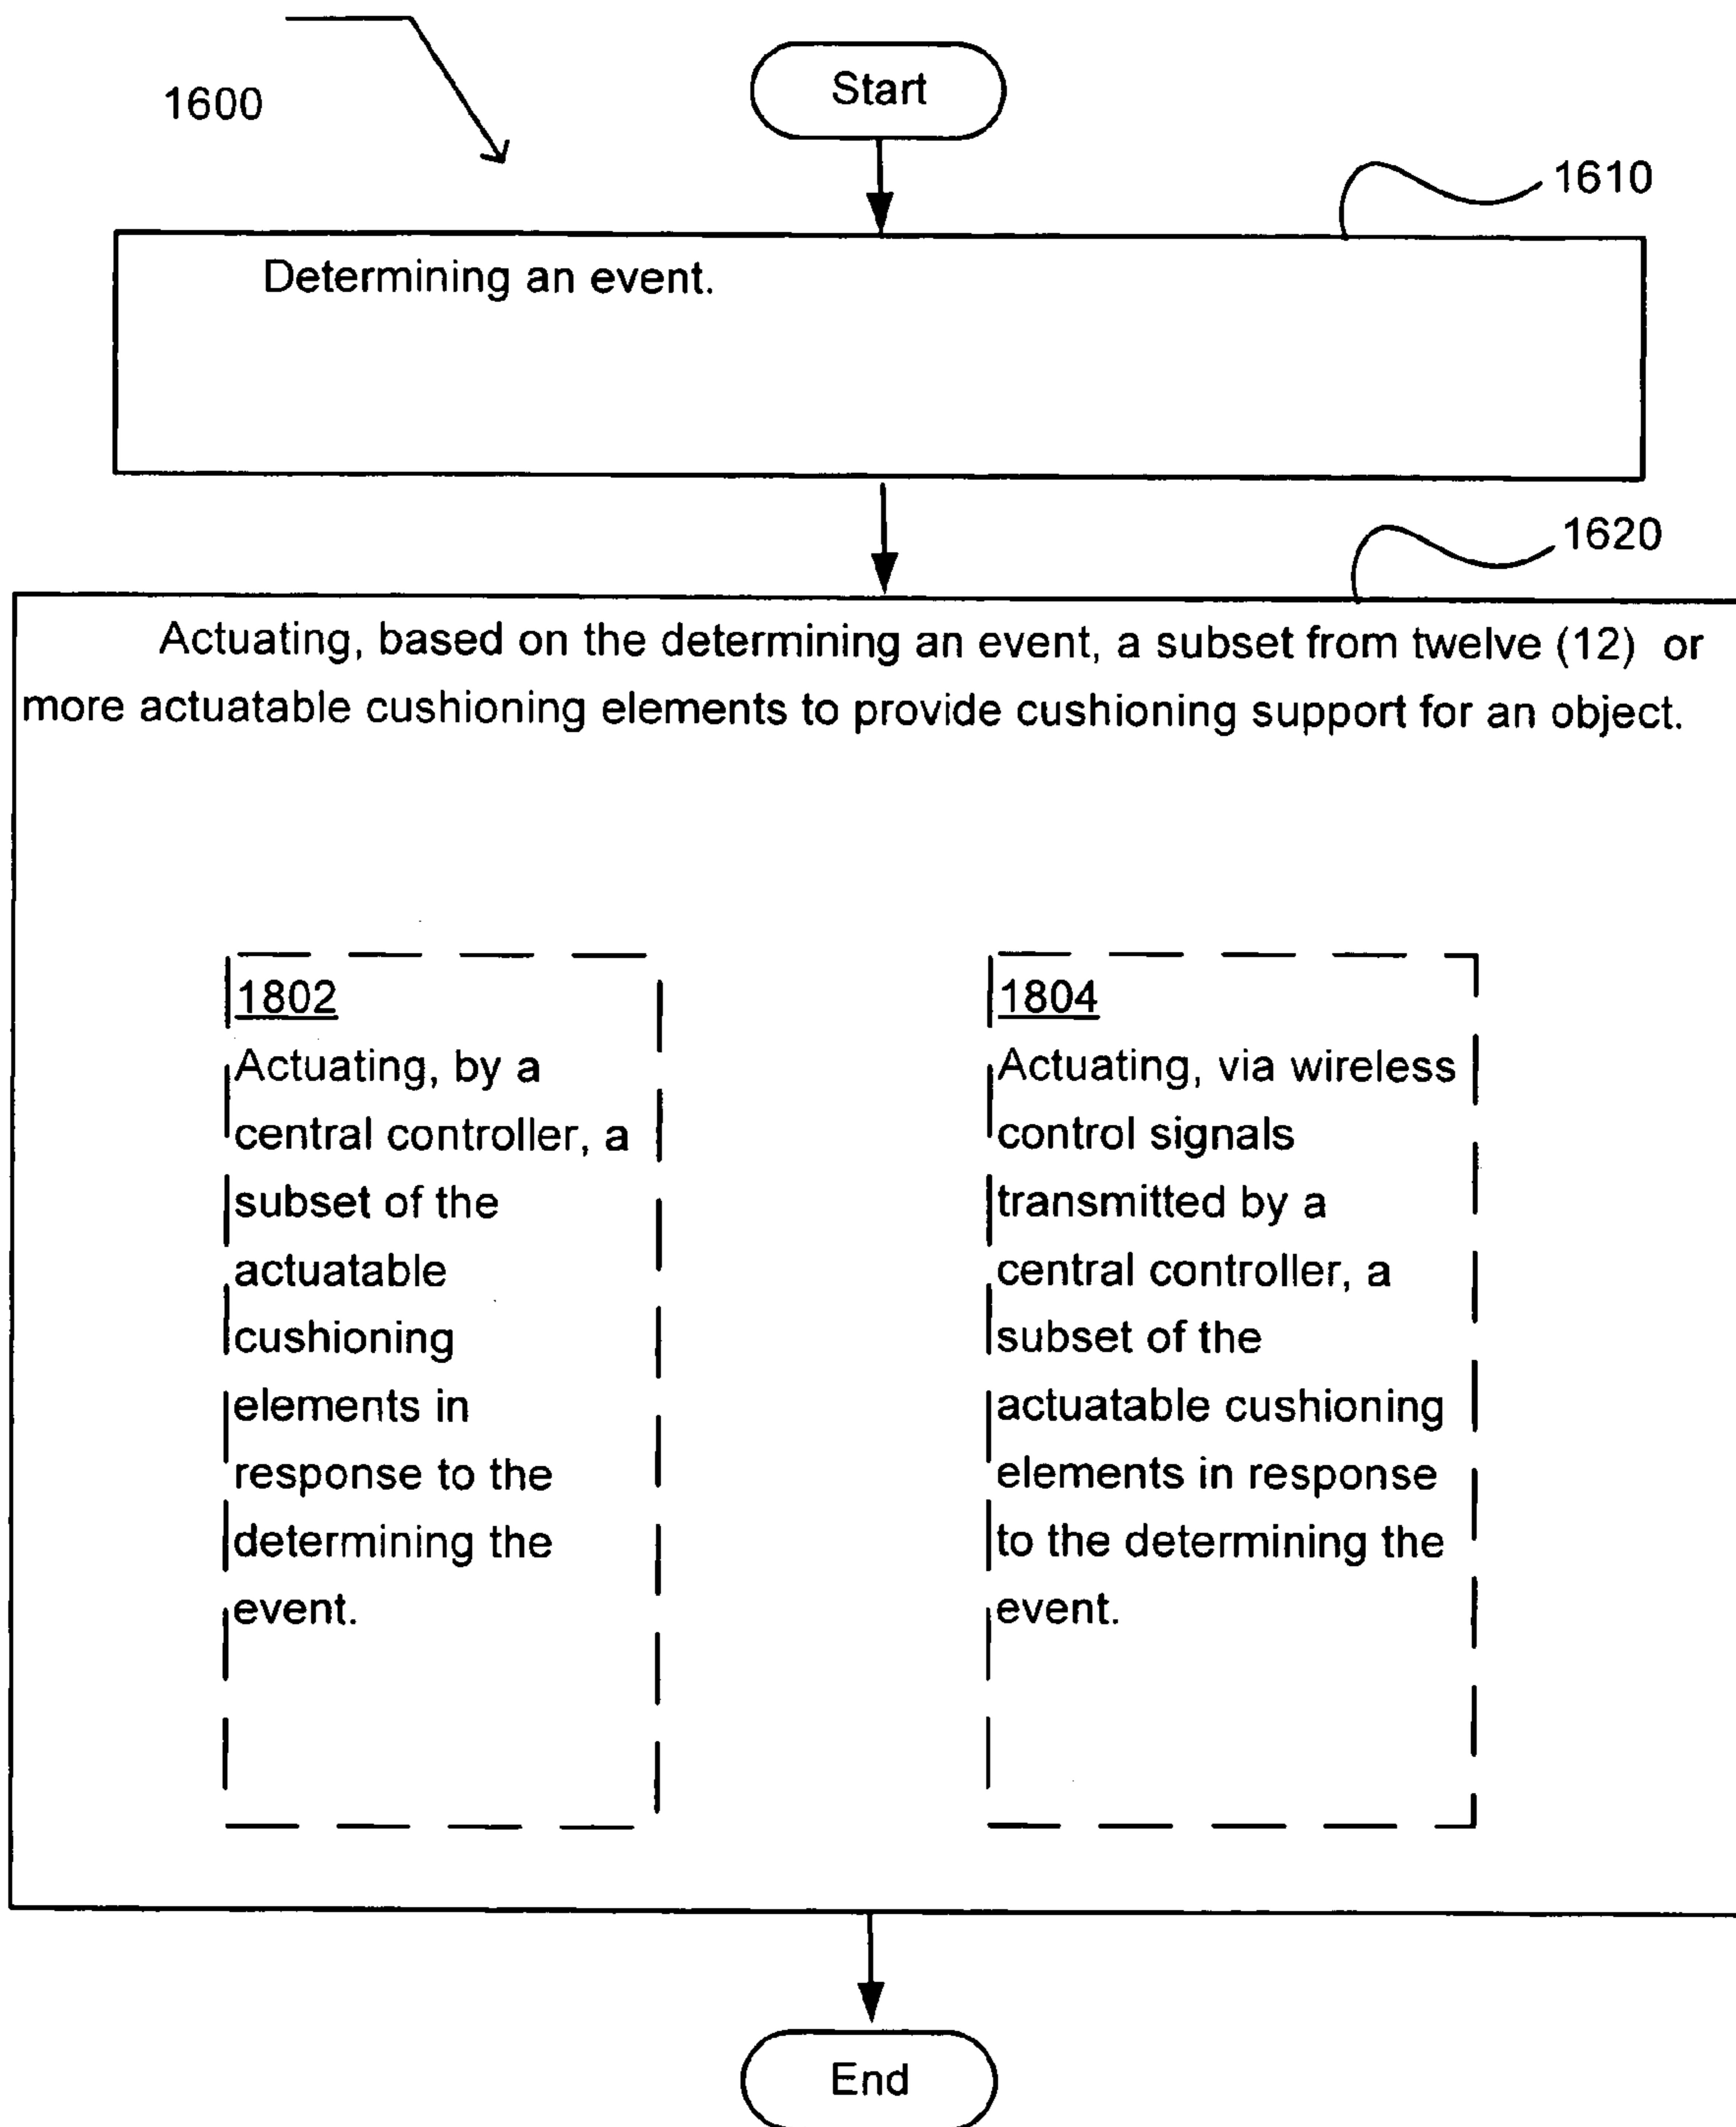 1600
Start
1610
Determining an event.
1620
Actuating, based on the determining an event, a subset from twelve (12) or
more actuatable cushioning elements to provide cushioning support for an object.
1802
Actuating, by a
central controller, a
subset of the
actuatable
cushioning
elements in
response to the
determining the
event.
1804
Actuating, via wireless
control signals
transmitted by a
central controller, a
subset of the
actuatable cushioning
elements in response
to the determining the
event.
End